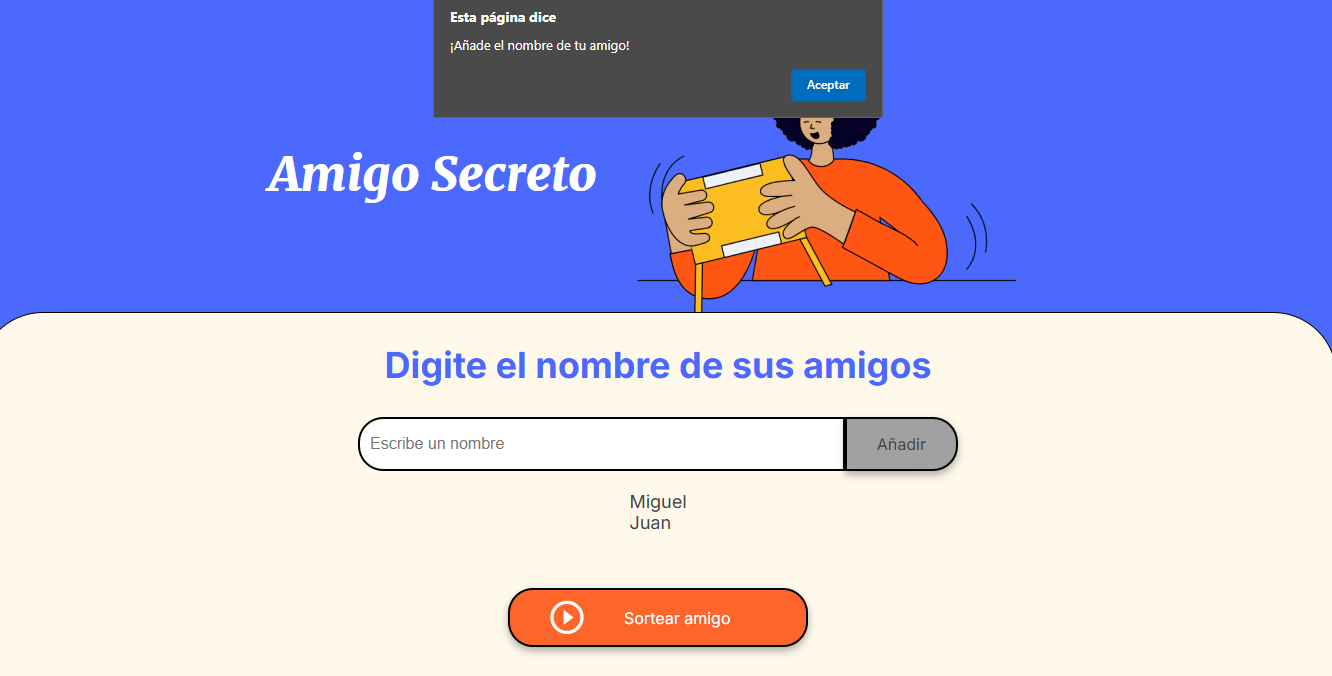 Esta página dice
¡Añade el nombre de tu amigo!
Aceptar
Amigo Secreto
Digite el nombre de sus amigos
Escribe un nombre
Añadir
Miguel
Juan
Sortear amigo